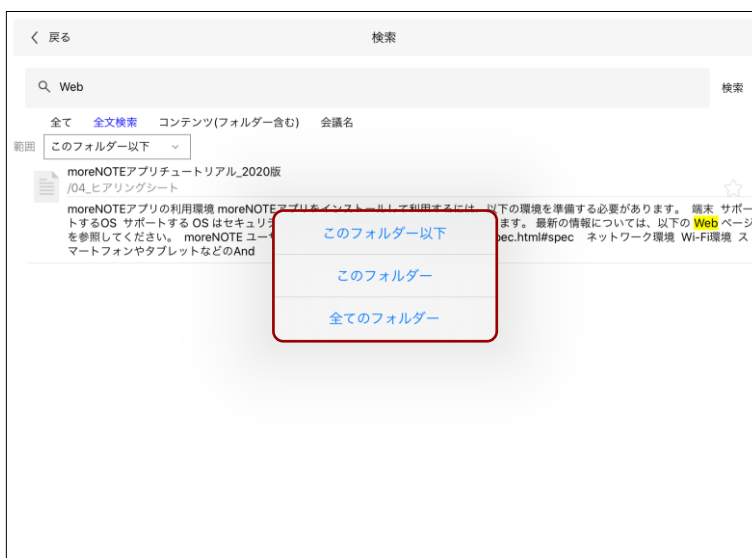 戻る
検索
Web
検索
全て 全文検索 コンテンツ(フォルダー含む) 会議名
範囲 このフォルダー以下
moreNOTEアプリチュートリアル_2020版
/04_ヒアリングシート
moreNOTEアプリの利用環境 moreNOTEアプリをインストールして利用するには、以下の環境を準備する必要があります。 端末 サポー
トするOS サポートする OS はセキュリテ ます。 最新の情報については、以下の Web ページ
を参照してください。 moreNOTE ユーサ pec.html#spec ネットワーク環境 Wi-Fi環境 ス
マートフォンやタブレットなどのAnd
このフォルダー以下
このフォルダー
全てのフォルダー